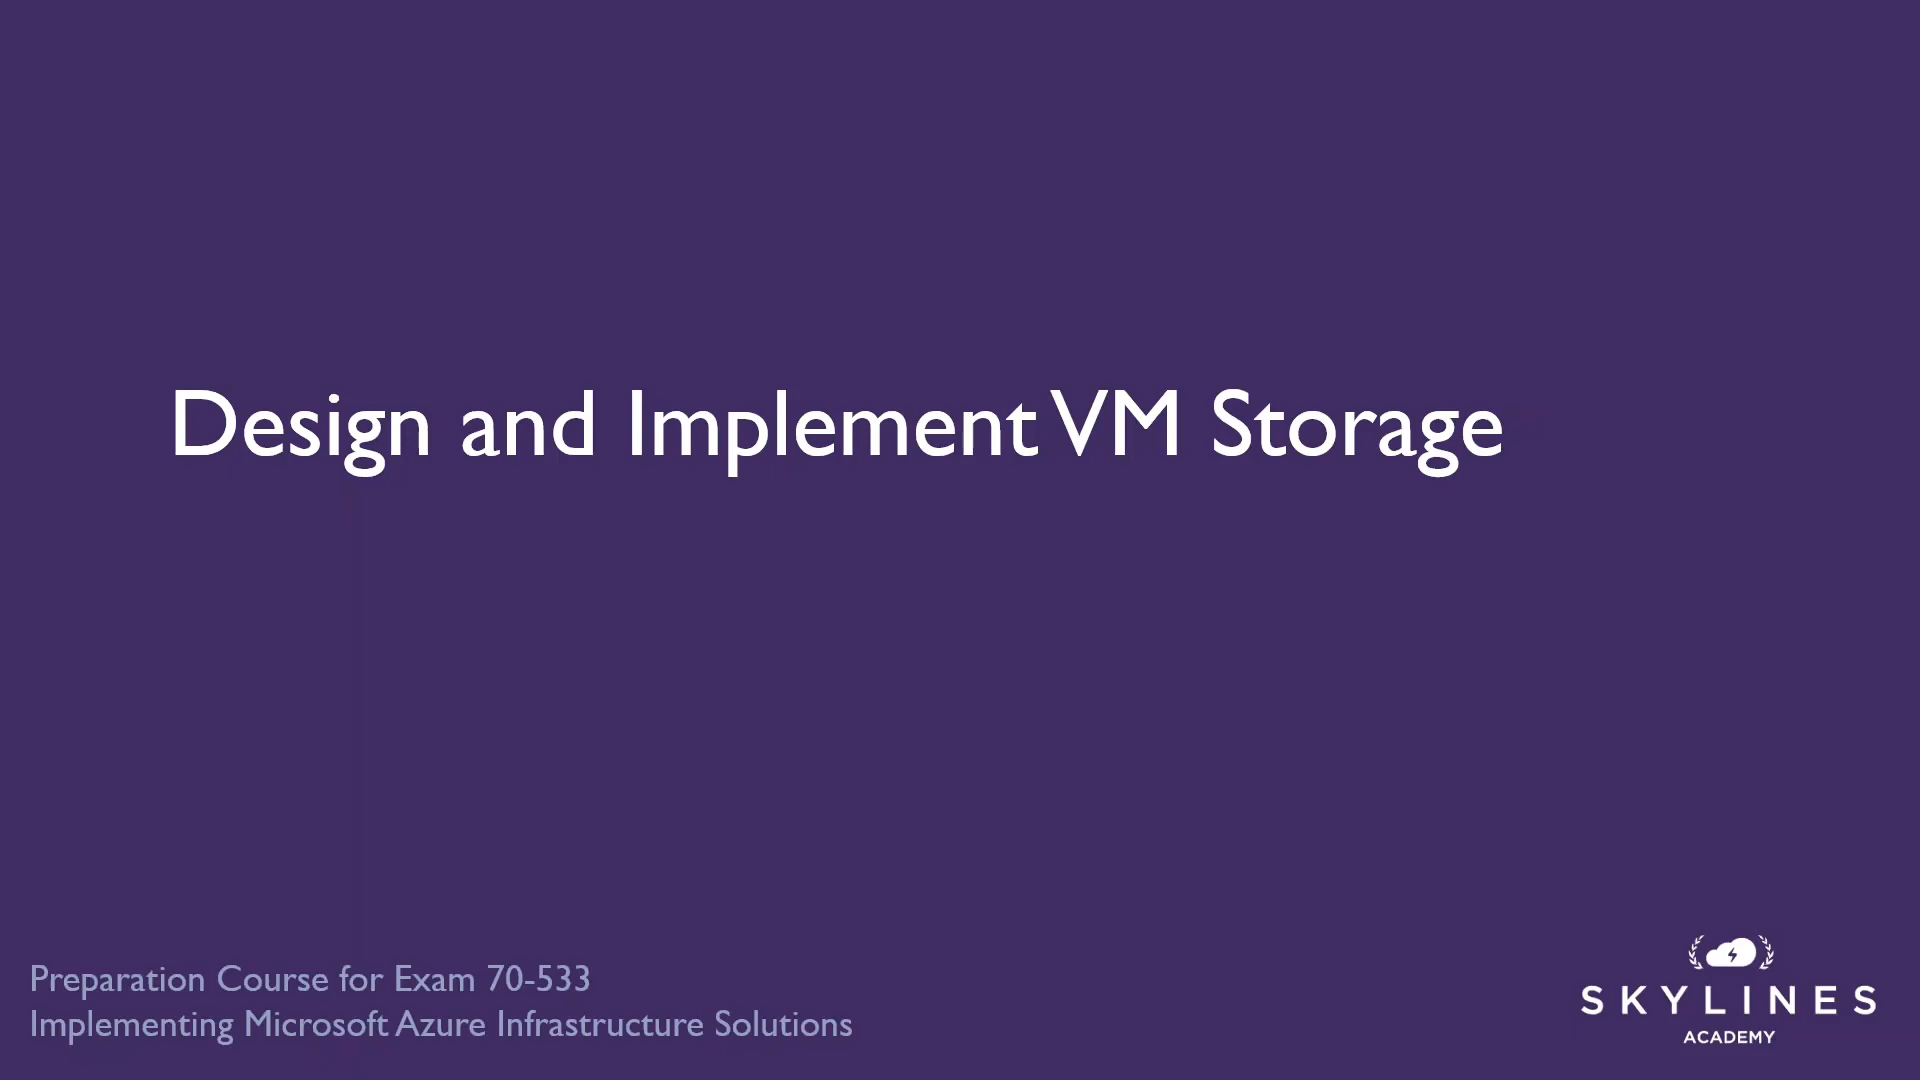 Design and Implement VM Storage
Preparation Course for Exam 70-533
Implementing Microsoft Azure Infrastructure Solutions
SKYLINES
ACADEMY